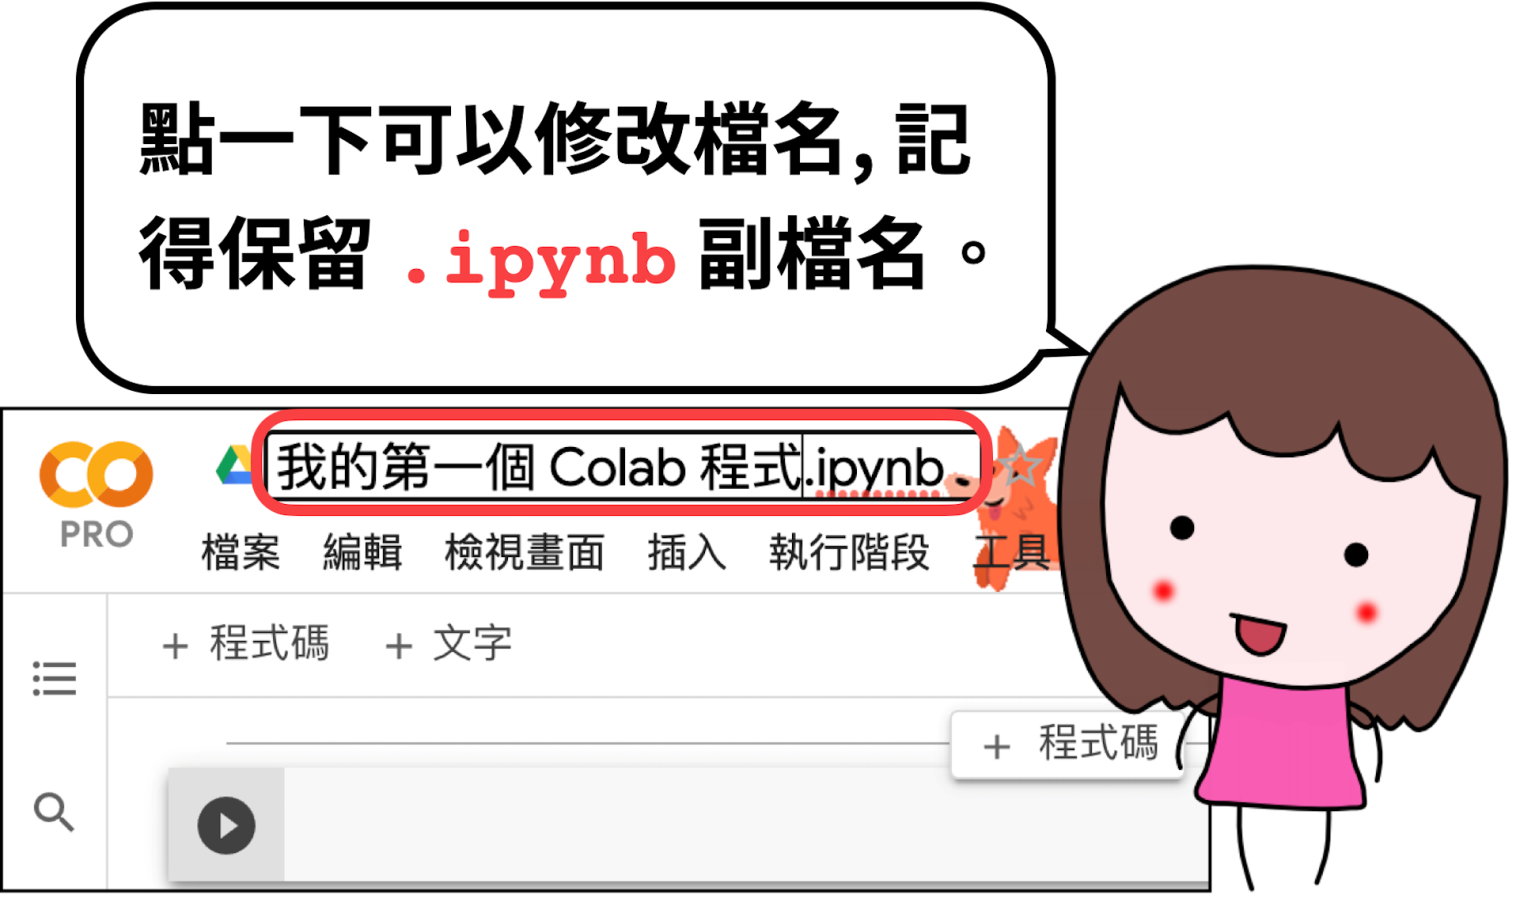 點一下可以修改檔名, 記
得保留 .ipynb 副檔名。
我的第一個 Colab 程式.ipynb
PRO
檔案 編輯 檢視畫面 插入 執行階段 工具
+ 程式碼 + 文字
+ 程式碼